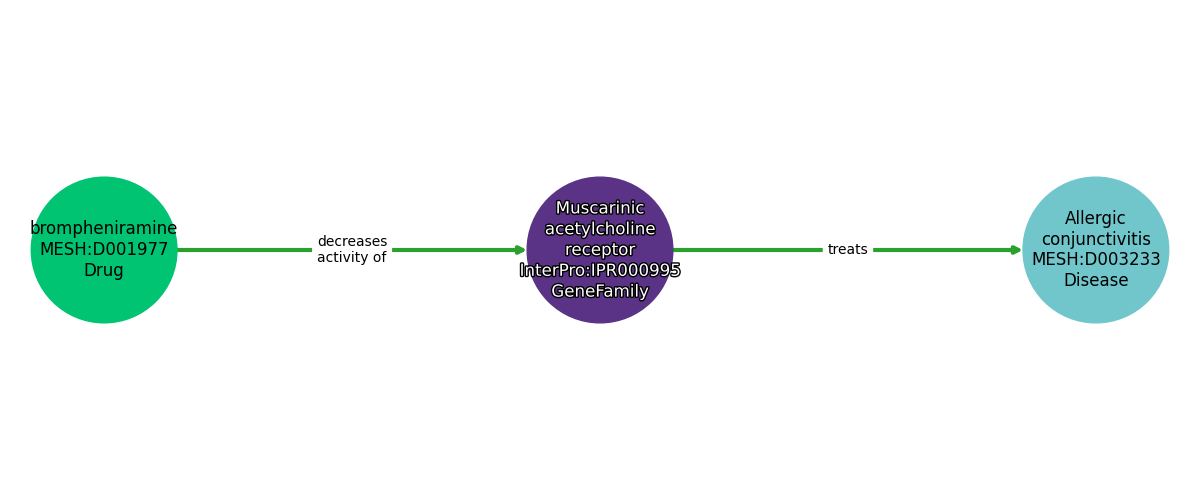 brompheniramine
MESH:D001977
Drug
decreases
activity of
Muscarinic
acetylcholine
receptor
InterPro:IPR000995
GeneFamily
treats
Allergic
conjunctivitis
MESH:D003233
Disease